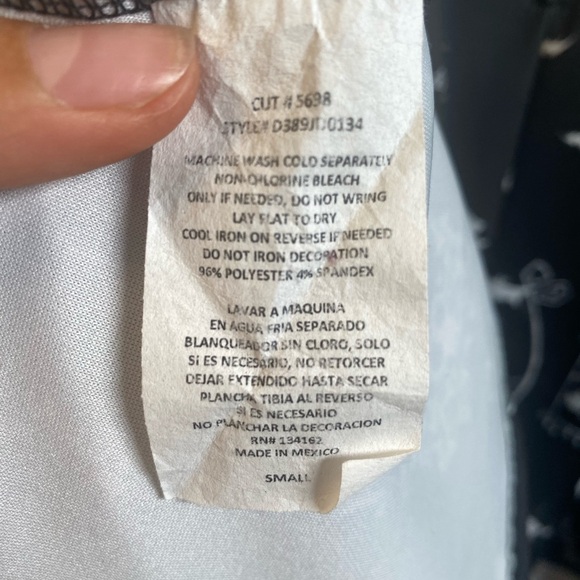 CUT # 5698
STYLE# D389JD0134
MACHINE WASH COLD SEPARATELY
NON-CHLORINE BLEACH
ONLY IF NEEDED, DO NOT WRING
LAY FLAT TO DRY
COOL IRON ON REVERSE IF NEEDED
DO NOT IRON DECORATION
96% POLYESTER 4% SPANDEX
LAVAR A MAQUINA
EN AGUA FRIA SEPARADO
BLANQUEADOR SIN CLORO, SOLO
SI ES NECESARIO, NO RETORCER
DEJAR EXTENDIDO HASTA SECAR
PLANCHA TIBIA AL REVERSO
SI ES NECESARIO
NO PLANCHAR LA DECORACION
RN# 134162
MADE IN MEXICO
SMALL